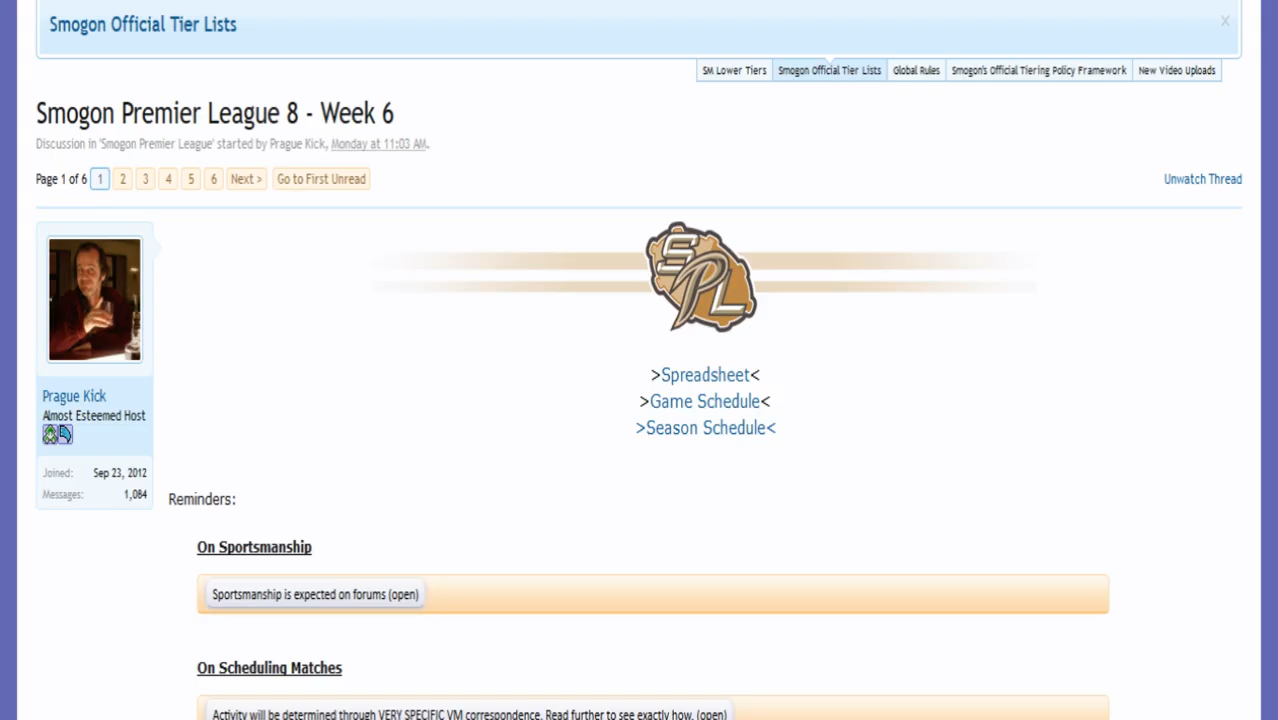 Smogon Official Tier Lists
X
SM Lower Tiers Smogon Official Tier Lists Global Rules Smogon's Official Tiering Policy Framework New Video Uploads
Smogon Premier League 8 - Week 6
Discussion in 'Smogon Premier League' started by Prague Kick, Monday at 11:03 AM.
Page 1 of 6 1 2 3 4 5 6 Next > Go to First Unread Unwatch Thread
SPL
>Spreadsheet<
>Game Schedule<
>Season Schedule<
Prague Kick
Almost Esteemed Host
Joined: Sep 23, 2012
Messages: 1,084
Reminders:
On Sportsmanship
Sportsmanship is expected on forums (open)
On Scheduling Matches
Activity will be determined through VERY SPECIFIC VM correspondence. Read further to see exactly how. (open)